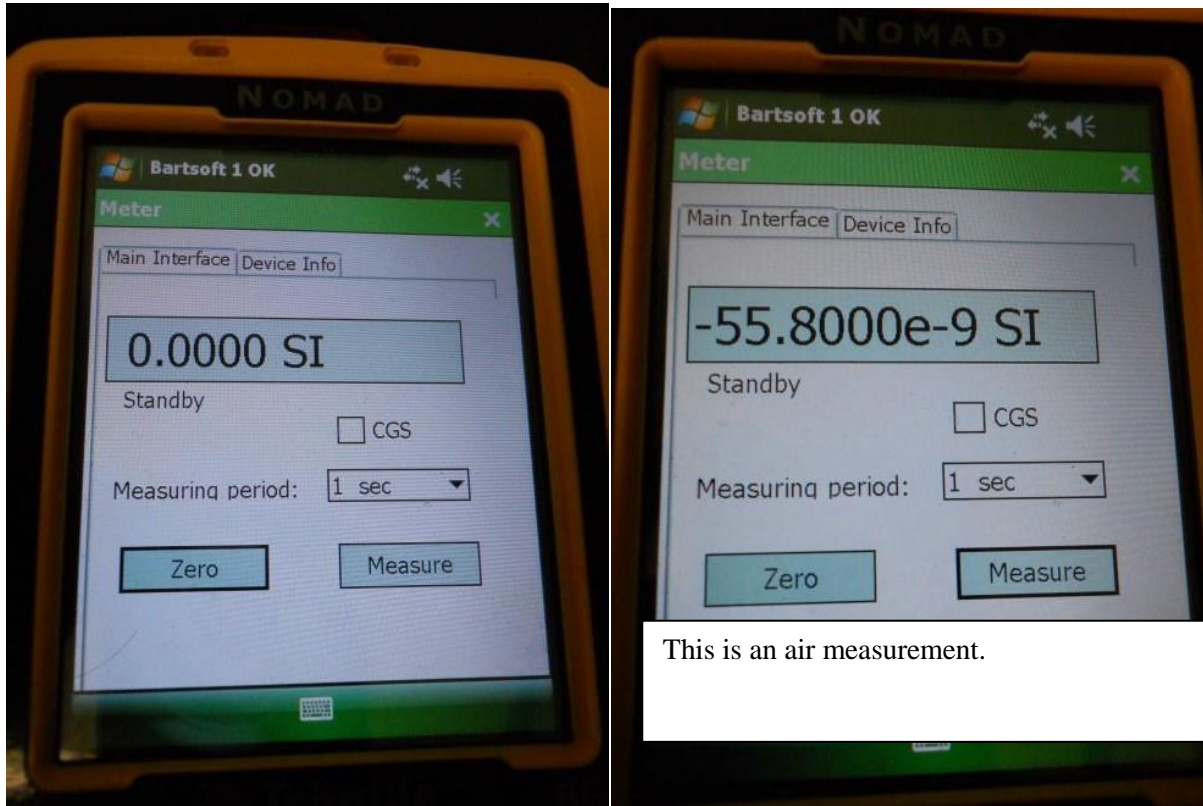 NOMAD
Bartsoft 1 OK
Meter
Main Interface
Device Info
0.0000 SI
Standby
CGS
Measuring period:
1 sec
Zero
Measure
NOMAD
Bartsoft 1 OK
Meter
Main Interface
Device Info
-55.8000e-9 SI
Standby
CGS
Measuring period:
1 sec
Zero
Measure
This is an air measurement.